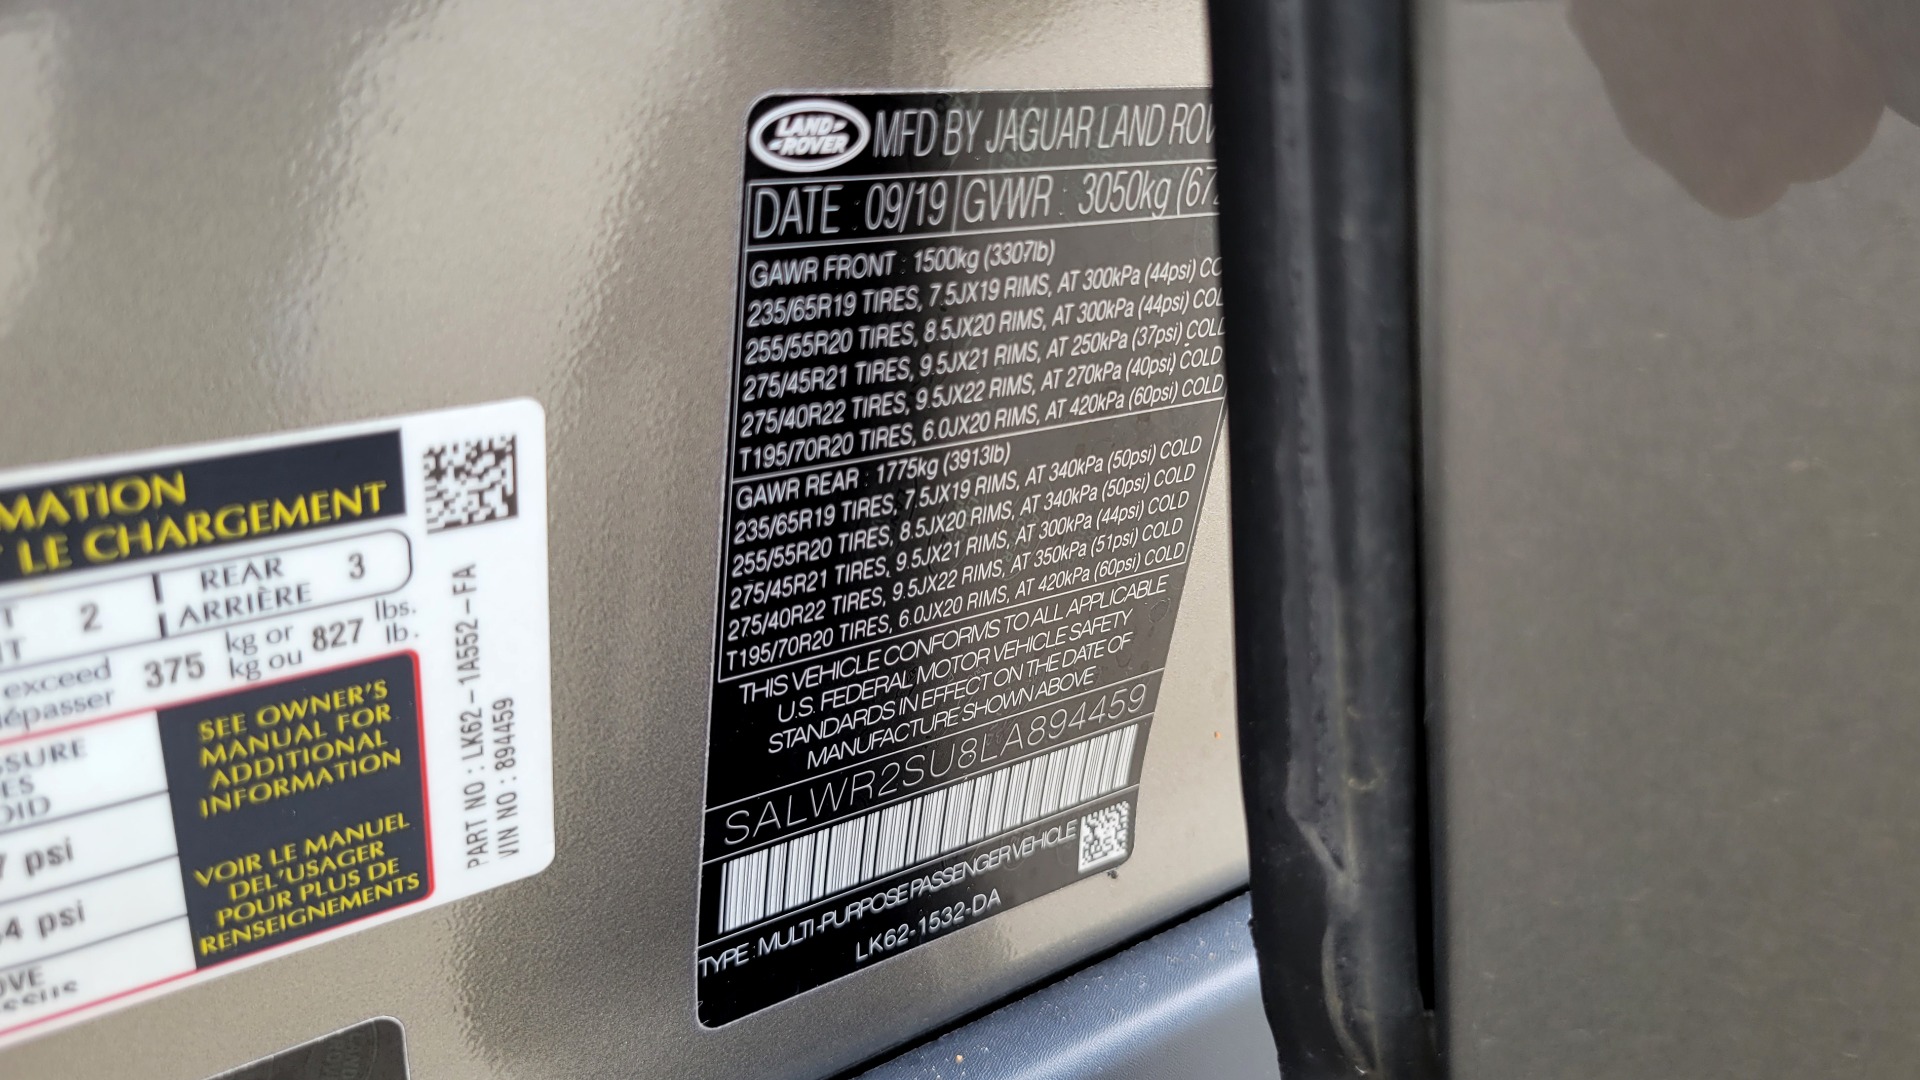 LAND ROVER
MFD BY JAGUAR LAND ROV
DATE : 09/19 GVWR : 3050kg (67
GAWR FRONT : 1500kg (3307lb)
235/65R19 TIRES, 7.5JX19 RIMS, AT 300kPa (44psi) CO
255/55R20 TIRES, 8.5JX20 RIMS, AT 300kPa (44psi) COL
275/45R21 TIRES, 9.5JX21 RIMS, AT 250kPa (37psi) COLD
275/40R22 TIRES, 9.5JX22 RIMS, AT 270kPa (40psi) COLD
T195/70R20 TIRES, 6.0JX20 RIMS, AT 420kPa (60psi) COLD
GAWR REAR : 1775kg (3913lb)
235/65R19 TIRES, 7.5JX19 RIMS, AT 340kPa (50psi) COLD
255/55R20 TIRES, 8.5JX20 RIMS, AT 340kPa (50psi) COLD
275/45R21 TIRES, 9.5JX21 RIMS, AT 300kPa (44psi) COLD
275/40R22 TIRES, 9.5JX22 RIMS, AT 350kPa (51psi) COLD
T195/70R20 TIRES, 6.0JX20 RIMS, AT 420kPa (60psi) COLD
THIS VEHICLE CONFORMS TO ALL APPLICABLE
U.S. FEDERAL MOTOR VEHICLE SAFETY
STANDARDS IN EFFECT ON THE DATE OF
MANUFACTURE SHOWN ABOVE
SALWR2SU8LA894459
TYPE : MULTI-PURPOSE PASSENGER VEHICLE
LK62-1532-DA
MATION
LE CHARGEMENT
T 2 REAR 3
NT ARRIÈRE
exceed 375 kg or 827 lbs.
dépasser kg ou lb.
SSURE
ES
OID
7 psi
4 psi
OVE
SEE OWNER'S
MANUAL FOR
ADDITIONAL
INFORMATION
VOIR LE MANUEL
DEL'USAGER
POUR PLUS DE
RENSEIGNEMENTS
PART NO : LK62-1A552-FA
VIN NO : 894459